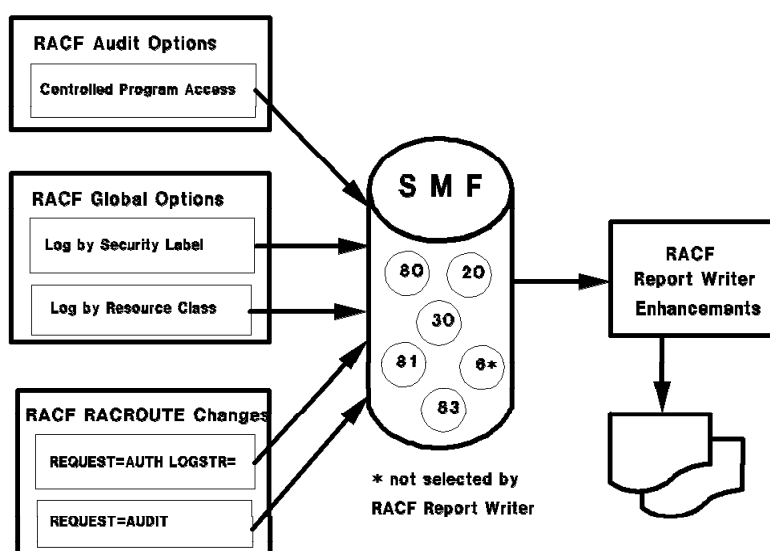 RACF Audit Options
Controlled Program Access
RACF Global Options
Log by Security Label
Log by Resource Class
RACF RACROUTE Changes
REQUEST=AUTH LOGSTR=
REQUEST=AUDIT
S M F
80
20
30
81
6*
83
* not selected by
RACF Report Writer
RACF
Report Writer
Enhancements